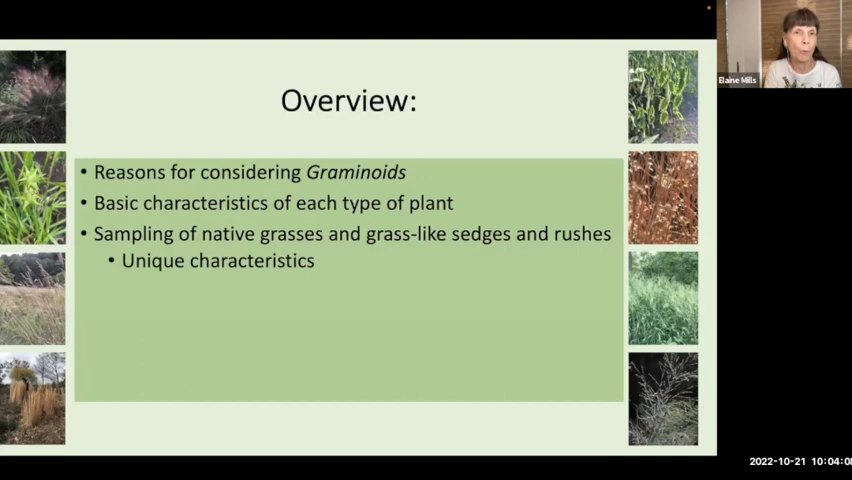 Overview:
• Reasons for considering Graminoids
• Basic characteristics of each type of plant
• Sampling of native grasses and grass-like sedges and rushes
• Unique characteristics
Elaine Mills
2022-10-21 10:04:08